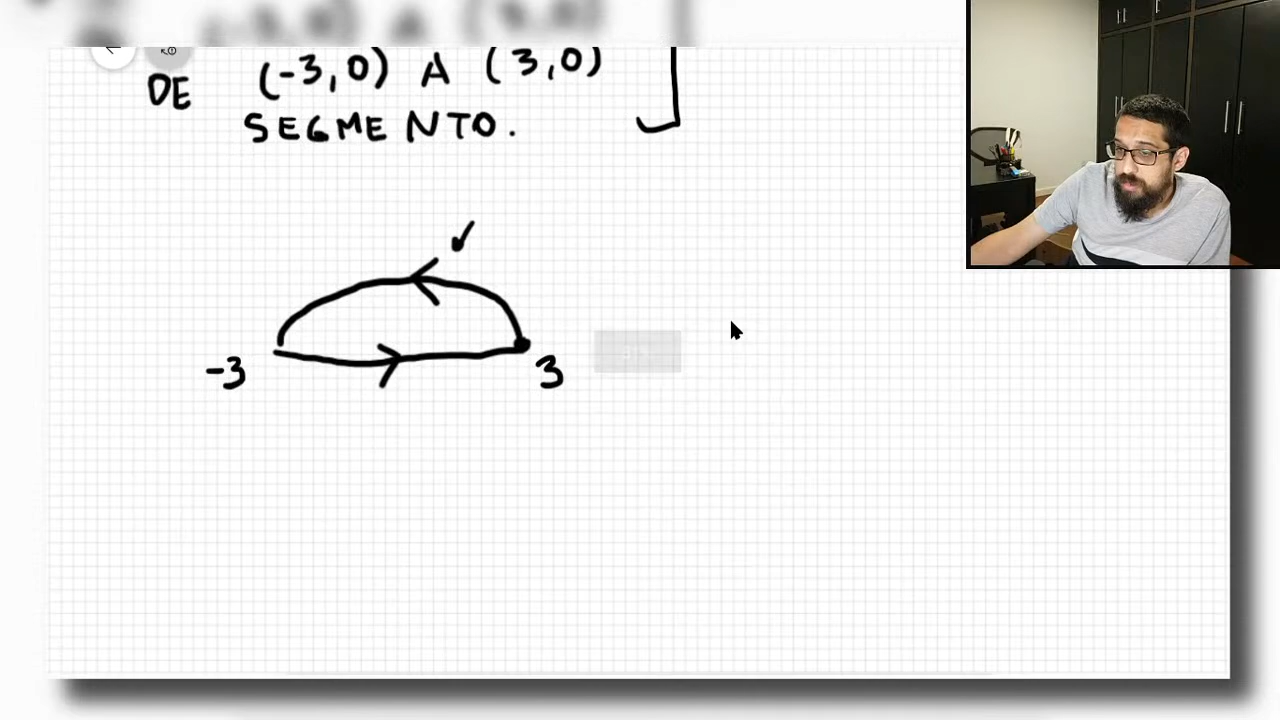 (-3,0) A (3,0)
DE
SEGMENTO.
-3
3